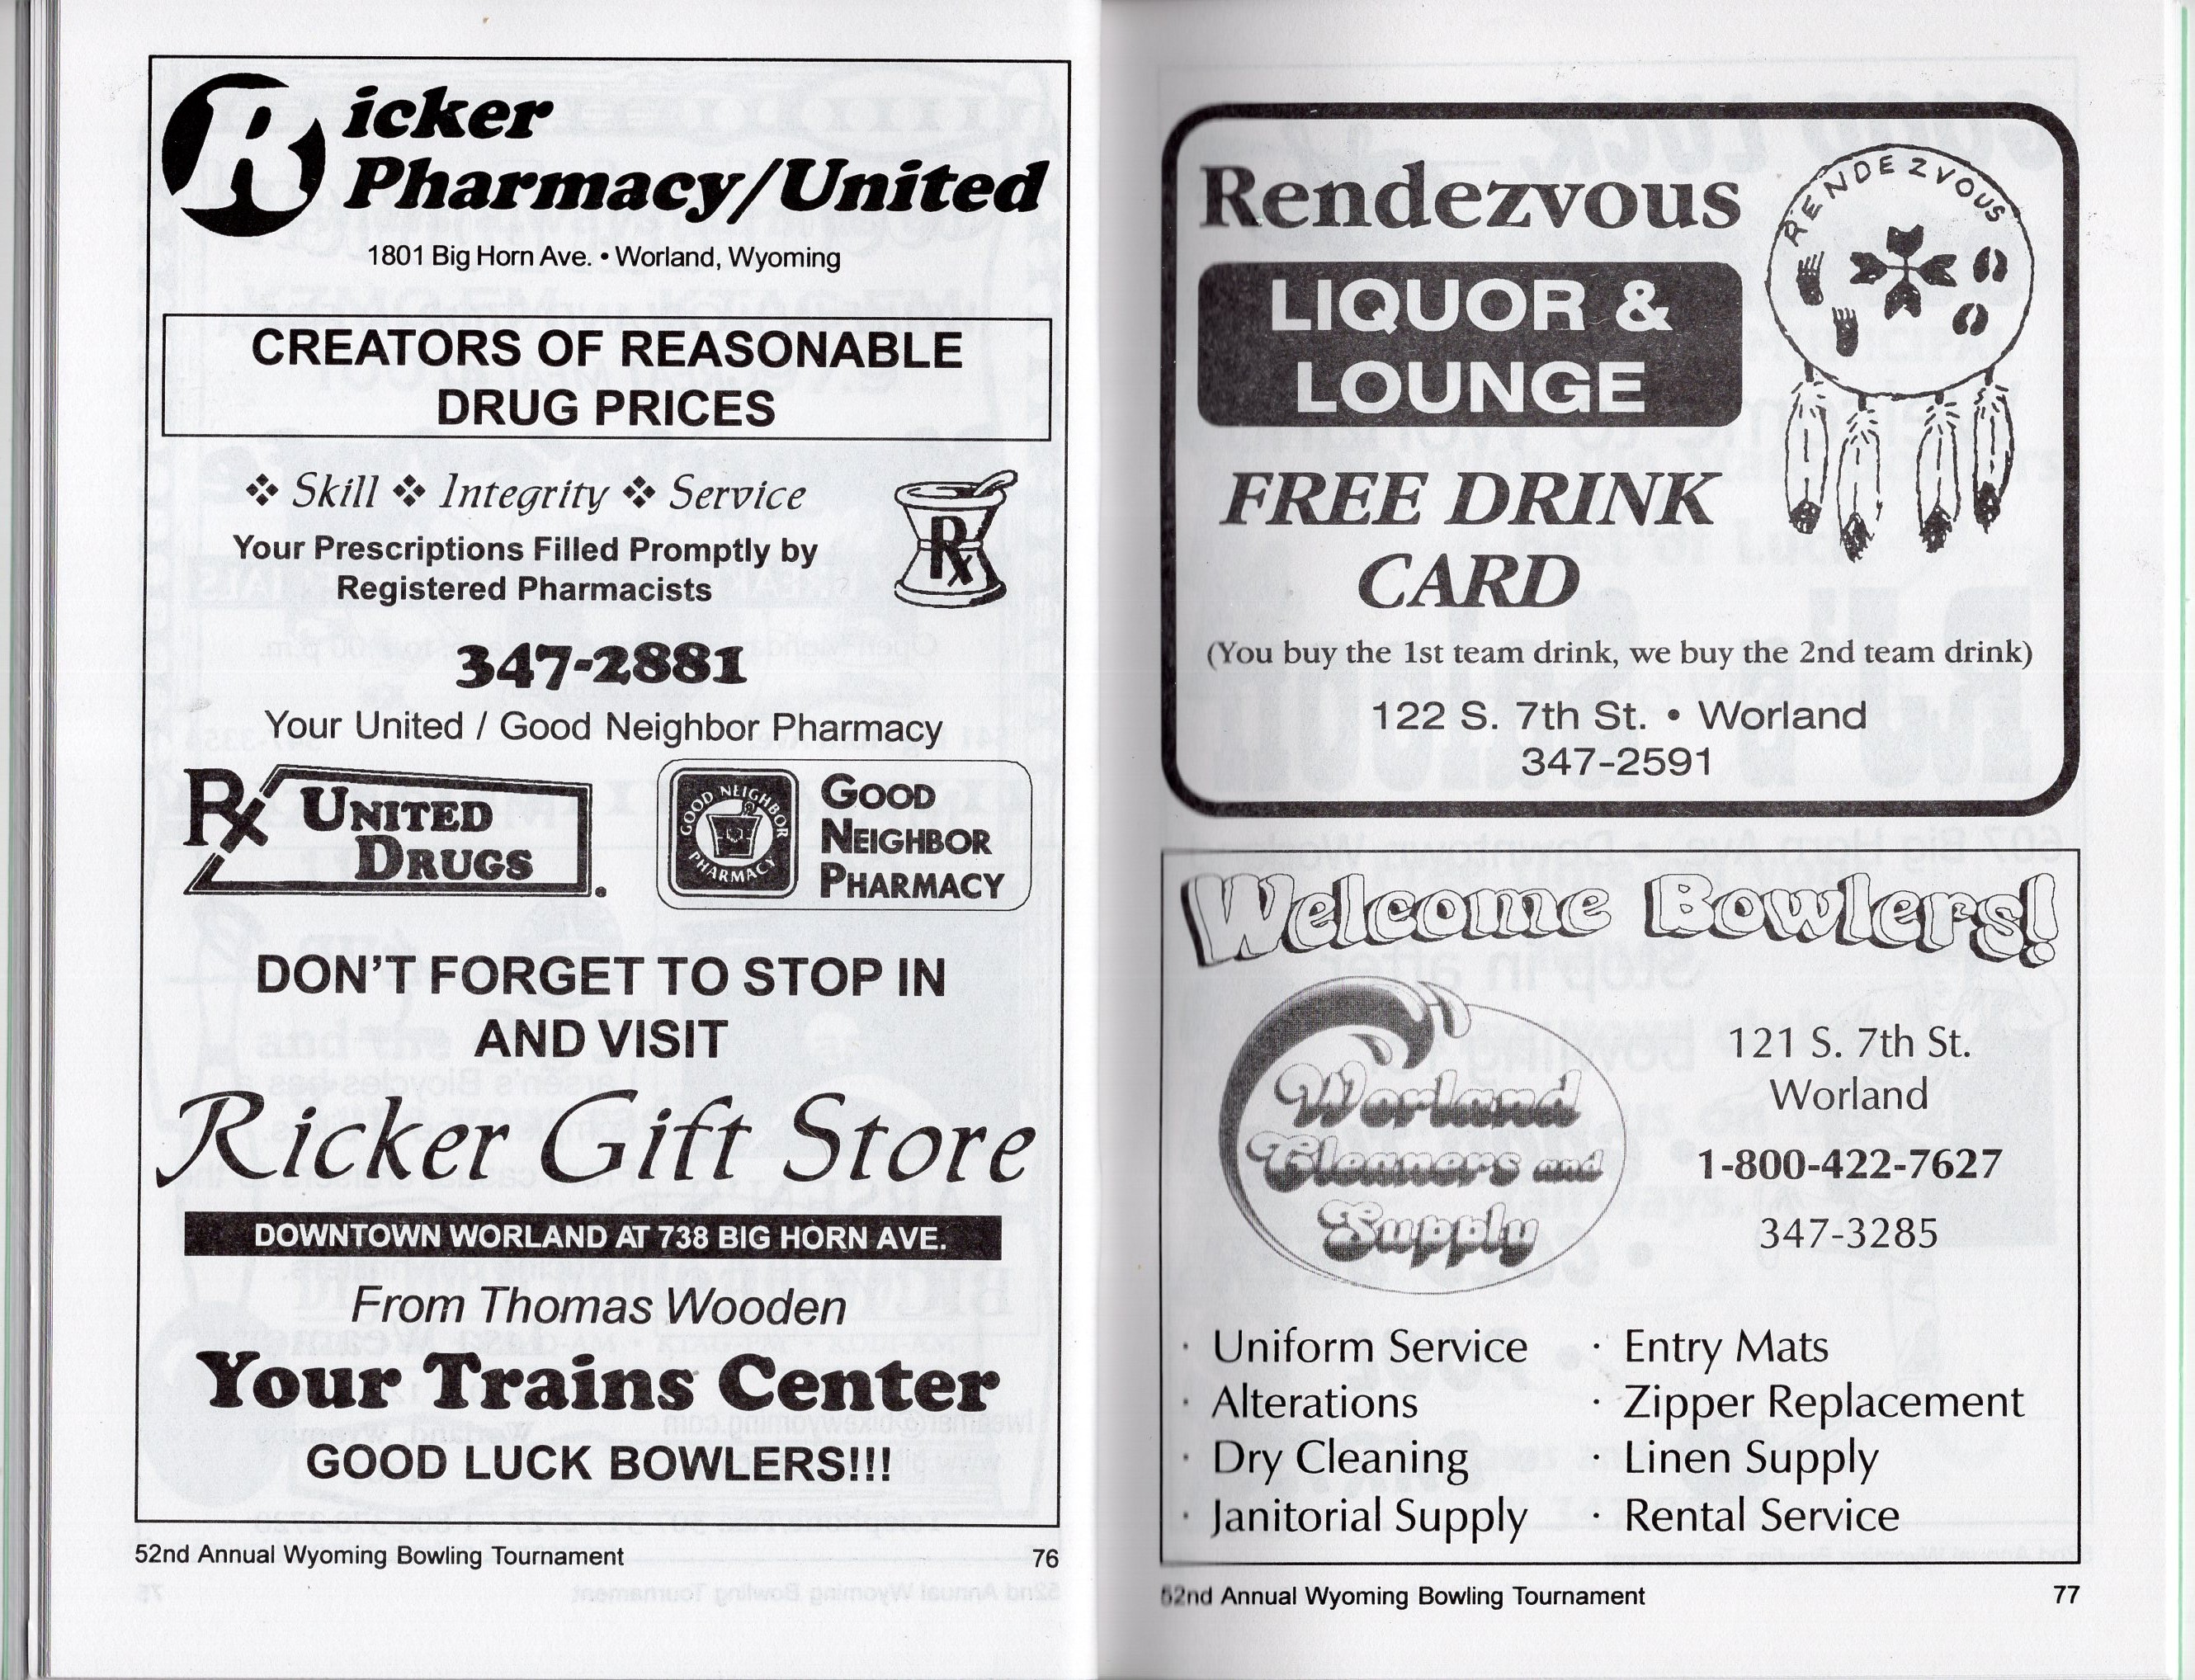 Ricker
Pharmacy/United
1801 Big Horn Ave. • Worland, Wyoming
CREATORS OF REASONABLE
DRUG PRICES
❖ Skill ❖ Integrity ❖ Service
Your Prescriptions Filled Promptly by
Registered Pharmacists
Rx
347-2881
Your United / Good Neighbor Pharmacy
Rx UNITED
DRUGS
GOOD NEIGHBOR PHARMACY
GOOD
NEIGHBOR
PHARMACY
DON'T FORGET TO STOP IN
AND VISIT
Ricker Gift Store
DOWNTOWN WORLAND AT 738 BIG HORN AVE.
From Thomas Wooden
Your Trains Center
GOOD LUCK BOWLERS!!!
52nd Annual Wyoming Bowling Tournament 76
Rendezvous
RENDEZVOUS
LIQUOR &
LOUNGE
FREE DRINK
CARD
(You buy the 1st team drink, we buy the 2nd team drink)
122 S. 7th St. • Worland
347-2591
Welcome Bowlers!
Worland
Cleaners and
Supply
121 S. 7th St.
Worland
1-800-422-7627
347-3285
· Uniform Service
· Alterations
· Dry Cleaning
· Janitorial Supply
· Entry Mats
· Zipper Replacement
· Linen Supply
· Rental Service
52nd Annual Wyoming Bowling Tournament 77